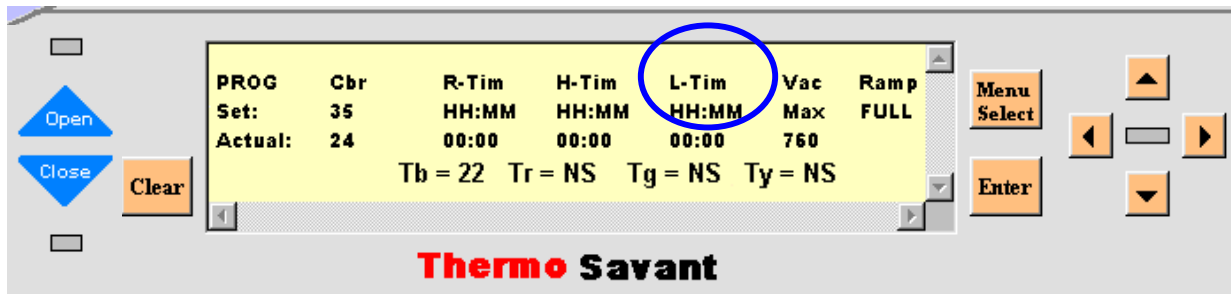 Open
Close
Clear
PROG Cbr R-Tim H-Tim L-Tim Vac Ramp
Set: 35 HH:MM HH:MM HH:MM Max FULL
Actual: 24 00:00 00:00 00:00 760
Tb = 22 Tr = NS Tg = NS Ty = NS
Menu
Select
Enter
Thermo Savant